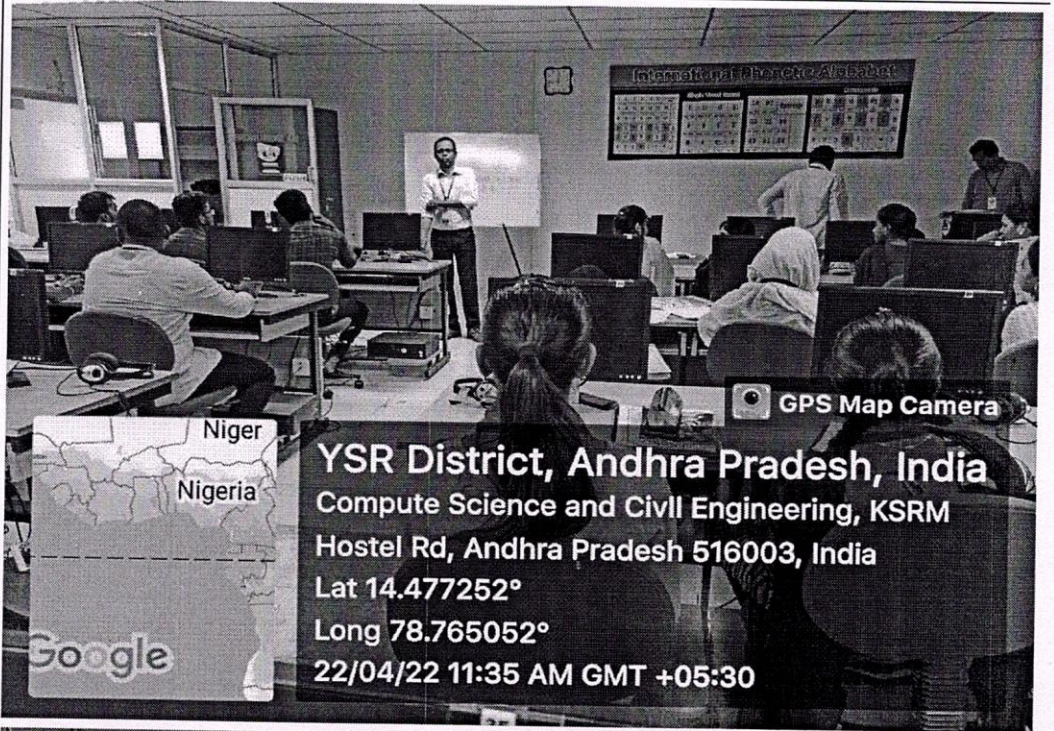 International Phonetic Alphabet
GPS Map Camera
Niger
Nigeria
Google
YSR District, Andhra Pradesh, India
Compute Science and Civll Engineering, KSRM
Hostel Rd, Andhra Pradesh 516003, India
Lat 14.477252°
Long 78.765052°
22/04/22 11:35 AM GMT +05:30